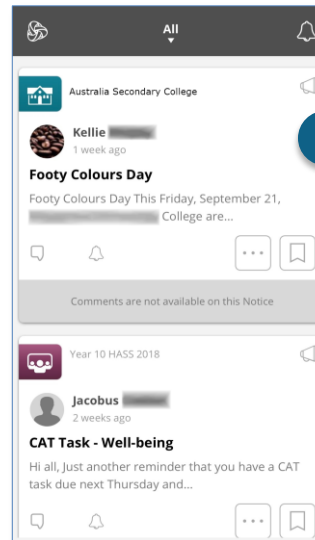 All
Australia Secondary College
Kellie
1 week ago
Footy Colours Day
Footy Colours Day This Friday, September 21,
College are...
Comments are not available on this Notice
Year 10 HASS 2018
Jacobus
2 weeks ago
CAT Task - Well-being
Hi all, Just another reminder that you have a CAT
task due next Thursday and...